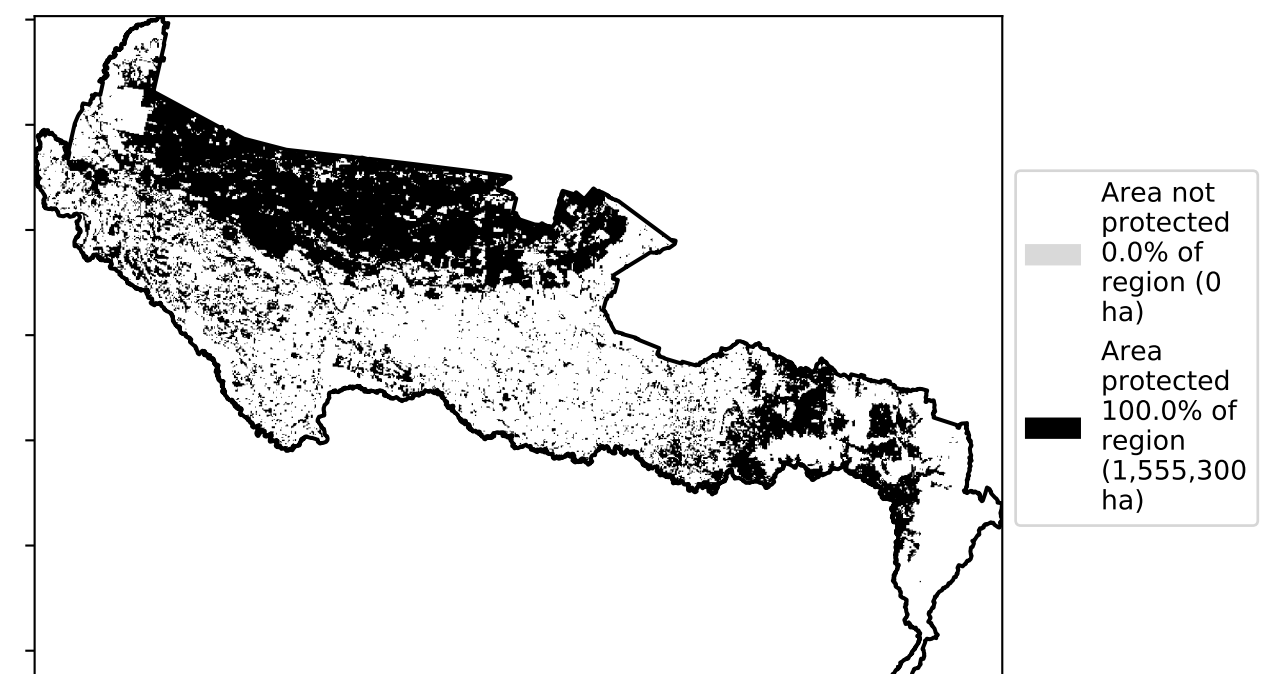 Area not
protected
0.0% of
region (0
ha)
Area
protected
100.0% of
region
(1,555,300
ha)